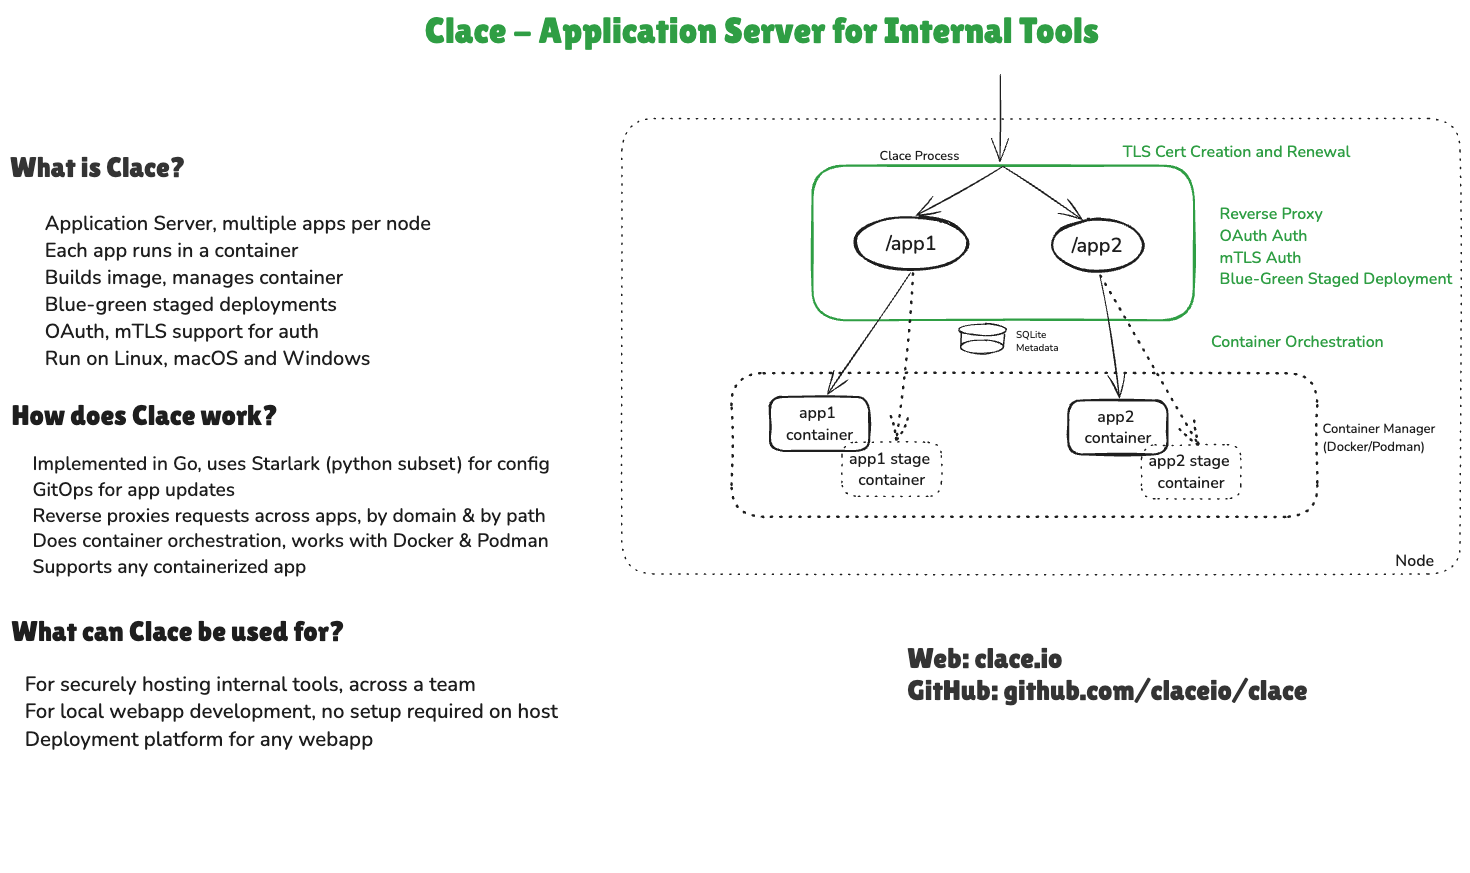 Clace – Application Server for Internal Tools
What is Clace?
Application Server, multiple apps per node
Each app runs in a container
Builds image, manages container
Blue-green staged deployments
OAuth, mTLS support for auth
Run on Linux, macOS and Windows
How does Clace work?
Implemented in Go, uses Starlark (python subset) for config
GitOps for app updates
Reverse proxies requests across apps, by domain & by path
Does container orchestration, works with Docker & Podman
Supports any containerized app
What can Clace be used for?
For securely hosting internal tools, across a team
For local webapp development, no setup required on host
Deployment platform for any webapp
Clace Process
TLS Cert Creation and Renewal
/app1
/app2
Reverse Proxy
OAuth Auth
mTLS Auth
Blue-Green Staged Deployment
SQLite
Metadata
Container Orchestration
app1
container
app1 stage
container
app2
container
app2 stage
container
Container Manager
(Docker/Podman)
Node
Web: clace.io
GitHub: github.com/claceio/clace